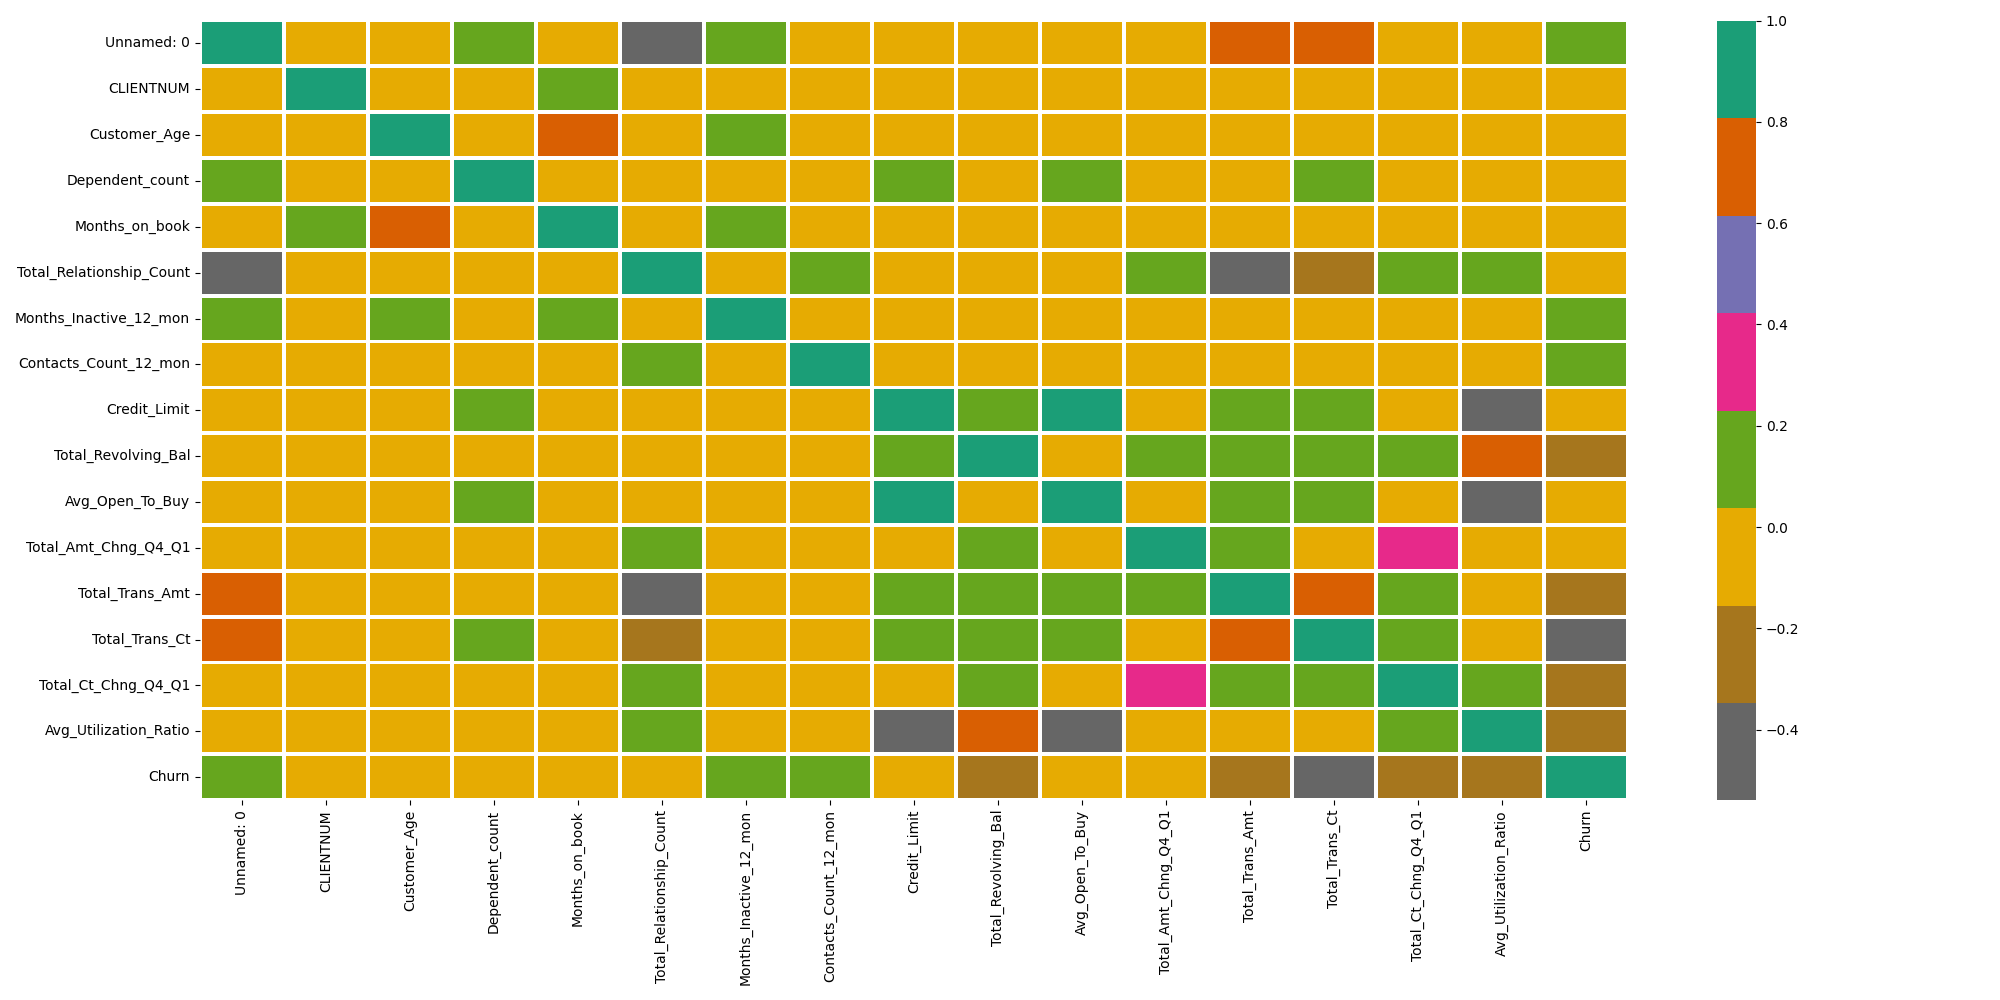 Unnamed: 0
CLIENTNUM
Customer_Age
Dependent_count
Months_on_book
Total_Relationship_Count
Months_Inactive_12_mon
Contacts_Count_12_mon
Credit_Limit
Total_Revolving_Bal
Avg_Open_To_Buy
Total_Amt_Chng_Q4_Q1
Total_Trans_Amt
Total_Trans_Ct
Total_Ct_Chng_Q4_Q1
Avg_Utilization_Ratio
Churn
Unnamed: 0
CLIENTNUM
Customer_Age
Dependent_count
Months_on_book
Total_Relationship_Count
Months_Inactive_12_mon
Contacts_Count_12_mon
Credit_Limit
Total_Revolving_Bal
Avg_Open_To_Buy
Total_Amt_Chng_Q4_Q1
Total_Trans_Amt
Total_Trans_Ct
Total_Ct_Chng_Q4_Q1
Avg_Utilization_Ratio
Churn
1.0
0.8
0.6
0.4
0.2
0.0
−0.2
−0.4